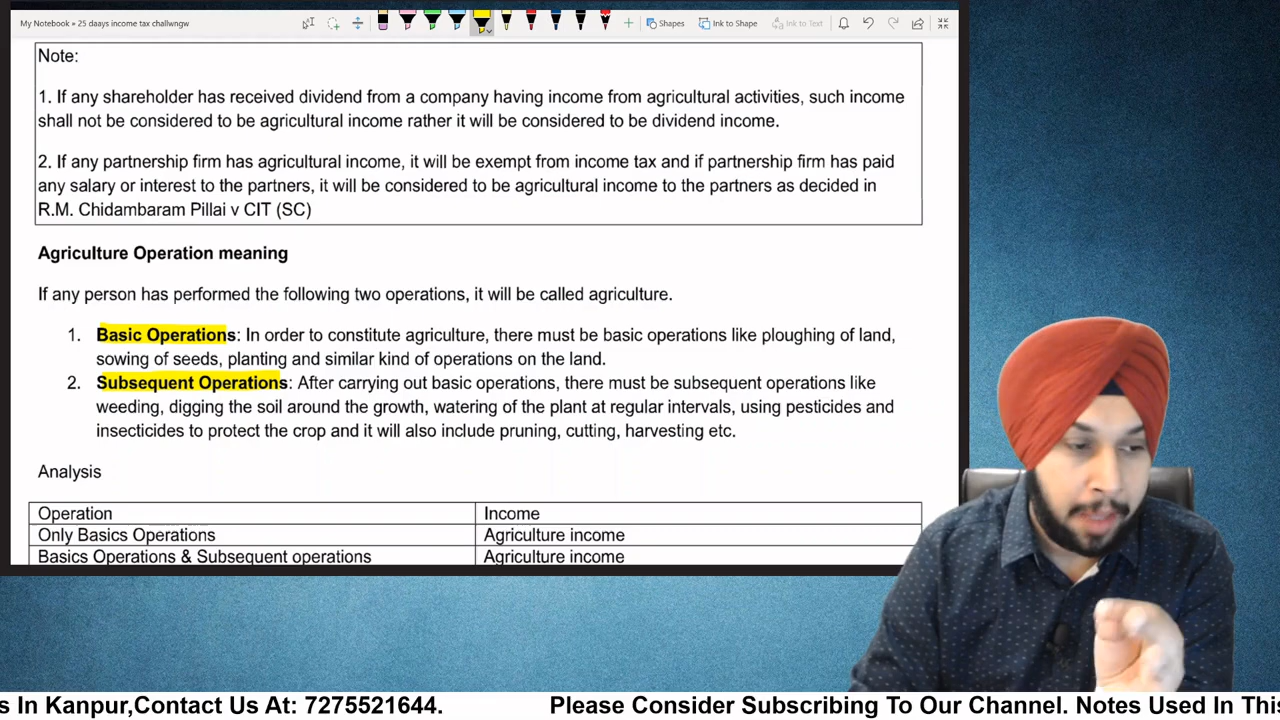 My Notebook » 25 daays income tax challwngw
Shapes
Ink to Shape
Ink to Text
Note:
1. If any shareholder has received dividend from a company having income from agricultural activities, such income
shall not be considered to be agricultural income rather it will be considered to be dividend income.
2. If any partnership firm has agricultural income, it will be exempt from income tax and if partnership firm has paid
any salary or interest to the partners, it will be considered to be agricultural income to the partners as decided in
R.M. Chidambaram Pillai v CIT (SC)
Agriculture Operation meaning
If any person has performed the following two operations, it will be called agriculture.
1. Basic Operations: In order to constitute agriculture, there must be basic operations like ploughing of land,
sowing of seeds, planting and similar kind of operations on the land.
2. Subsequent Operations: After carrying out basic operations, there must be subsequent operations like
weeding, digging the soil around the growth, watering of the plant at regular intervals, using pesticides and
insecticides to protect the crop and it will also include pruning, cutting, harvesting etc.
Analysis
Operation Income
Only Basics Operations Agriculture income
Basics Operations & Subsequent operations Agriculture income
s In Kanpur,Contact Us At: 7275521644. Please Consider Subscribing To Our Channel. Notes Used In This